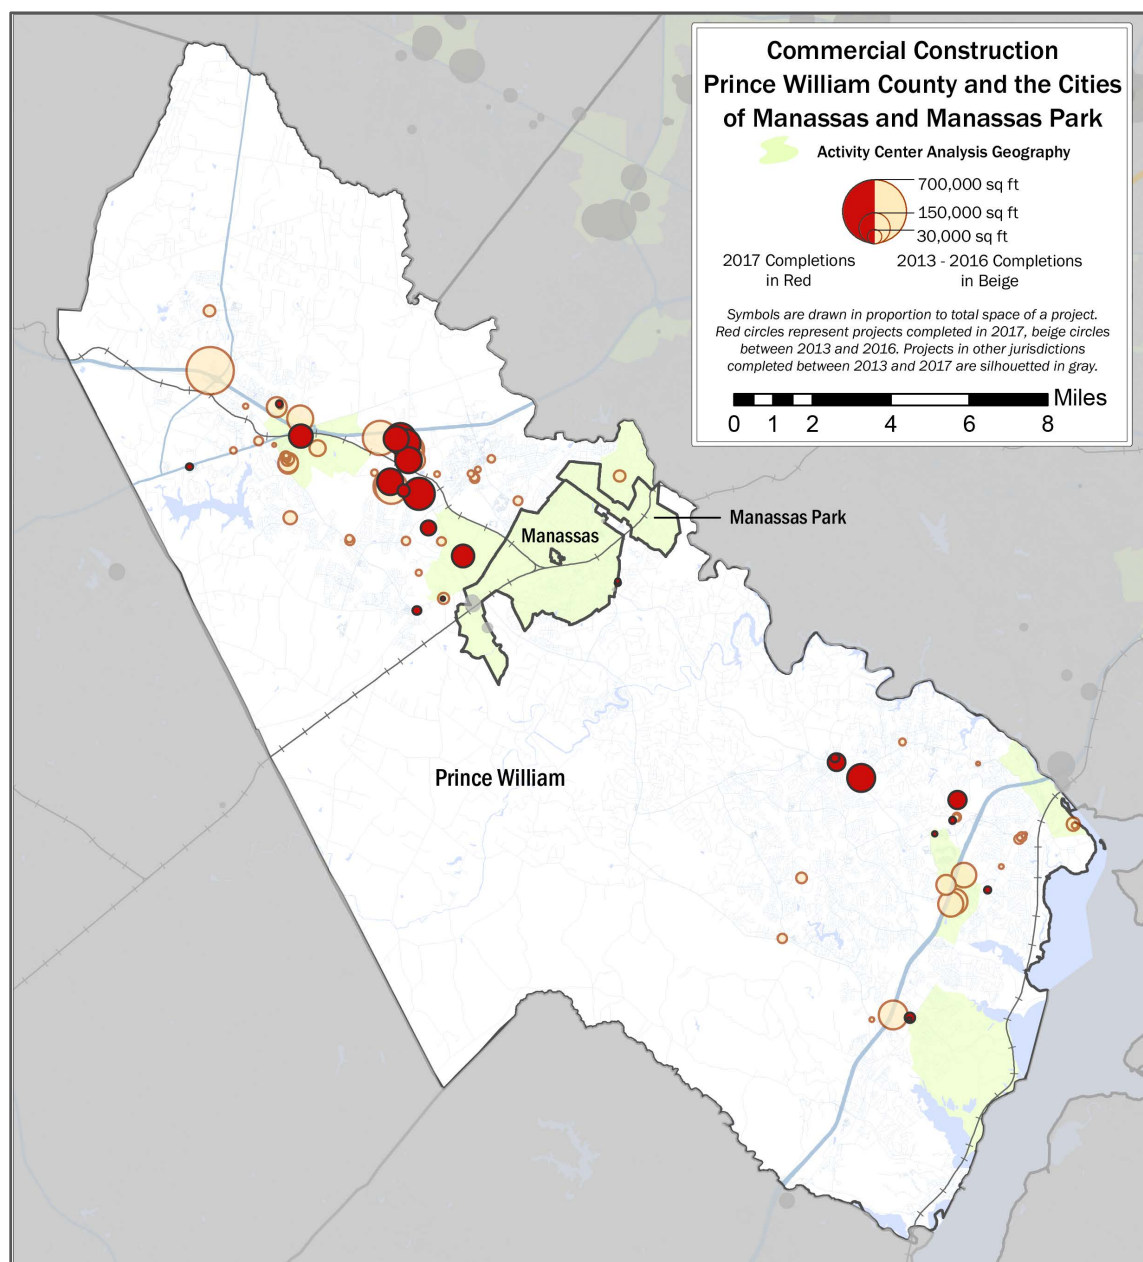 Commercial Construction
Prince William County and the Cities
of Manassas and Manassas Park
Activity Center Analysis Geography
700,000 sq ft
150,000 sq ft
30,000 sq ft
2017 Completions
in Red
2013 - 2016 Completions
in Beige
Symbols are drawn in proportion to total space of a project.
Red circles represent projects completed in 2017, beige circles
between 2013 and 2016. Projects in other jurisdictions
completed between 2013 and 2017 are silhouetted in gray.
Miles
0 1 2 4 6 8
Manassas Park
Manassas
Prince William